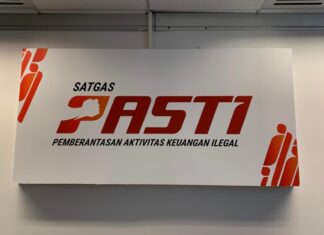 SATGAS
PASTI
PEMBERANTASAN AKTIVITAS KEUANGAN ILEGAL